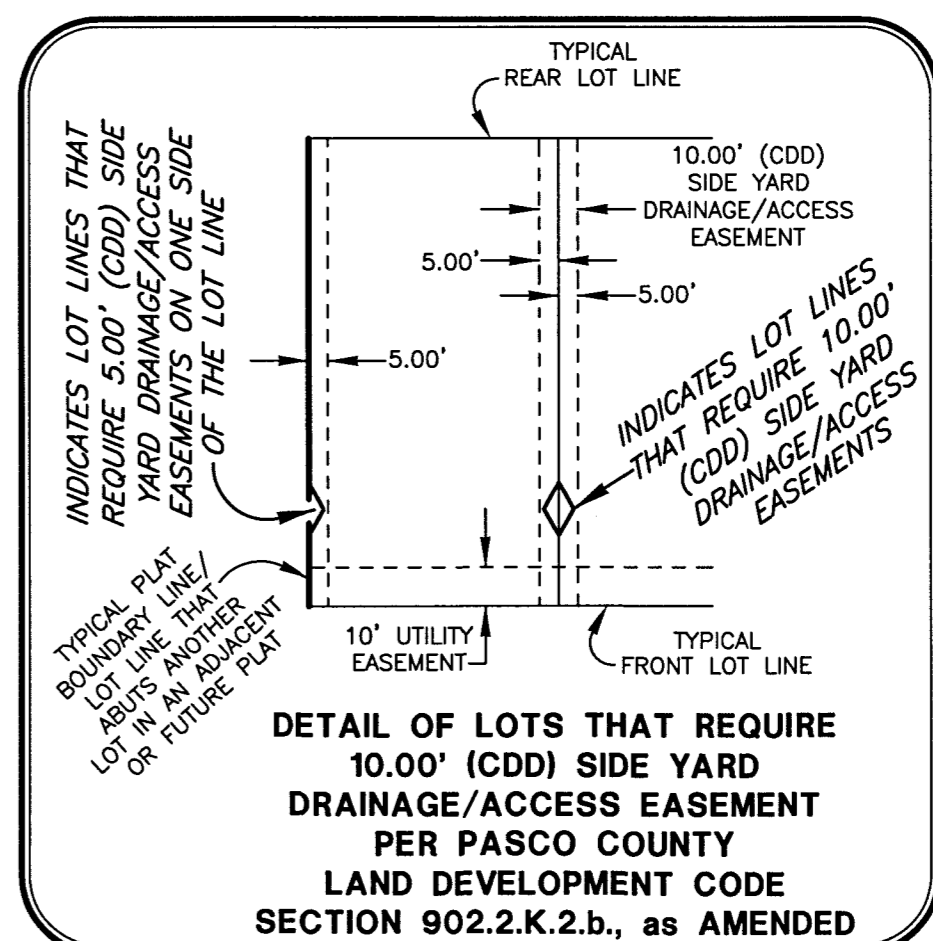 TYPICAL
REAR LOT LINE
INDICATES LOT LINES THAT
REQUIRE 5.00' (CDD) SIDE
YARD DRAINAGE/ACCESS
EASEMENTS ON ONE SIDE
OF THE LOT LINE
10.00' (CDD)
SIDE YARD
DRAINAGE/ACCESS
EASEMENT
5.00'
5.00'
5.00'
INDICATES LOT LINES
THAT REQUIRE 10.00'
(CDD) SIDE YARD
DRAINAGE/ACCESS
EASEMENTS
TYPICAL PLAT
BOUNDARY LINE/
LOT LINE THAT
ABUTS ANOTHER
LOT IN AN ADJACENT
OR FUTURE PLAT
10' UTILITY
EASEMENT
TYPICAL
FRONT LOT LINE
DETAIL OF LOTS THAT REQUIRE
10.00' (CDD) SIDE YARD
DRAINAGE/ACCESS EASEMENT
PER PASCO COUNTY
LAND DEVELOPMENT CODE
SECTION 902.2.K.2.b., as AMENDED